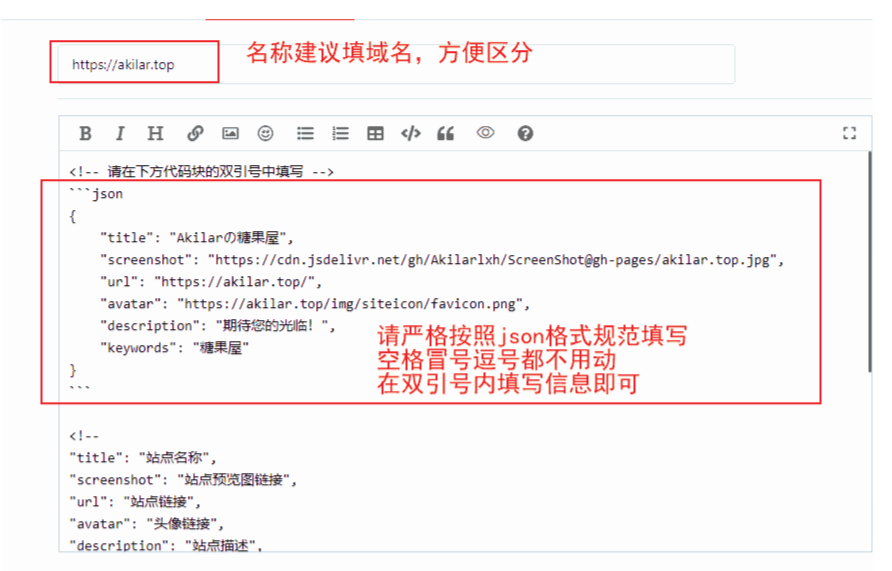 https://akilar.top
名称建议填域名，方便区分
B I H
<!-- 请在下方代码块的双引号中填写 -->
```json
{
    "title": "Akilarの糖果屋",
    "screenshot": "https://cdn.jsdelivr.net/gh/Akilarlxh/ScreenShot@gh-pages/akilar.top.jpg",
    "url": "https://akilar.top/",
    "avatar": "https://akilar.top/img/siteicon/favicon.png",
    "description": "期待您的光临！",
    "keywords": "糖果屋"
}
```
请严格按照json格式规范填写
空格冒号逗号都不用动
在双引号内填写信息即可
<!--
"title": "站点名称",
"screenshot": "站点预览图链接",
"url": "站点链接",
"avatar": "头像链接",
"description": "站点描述",